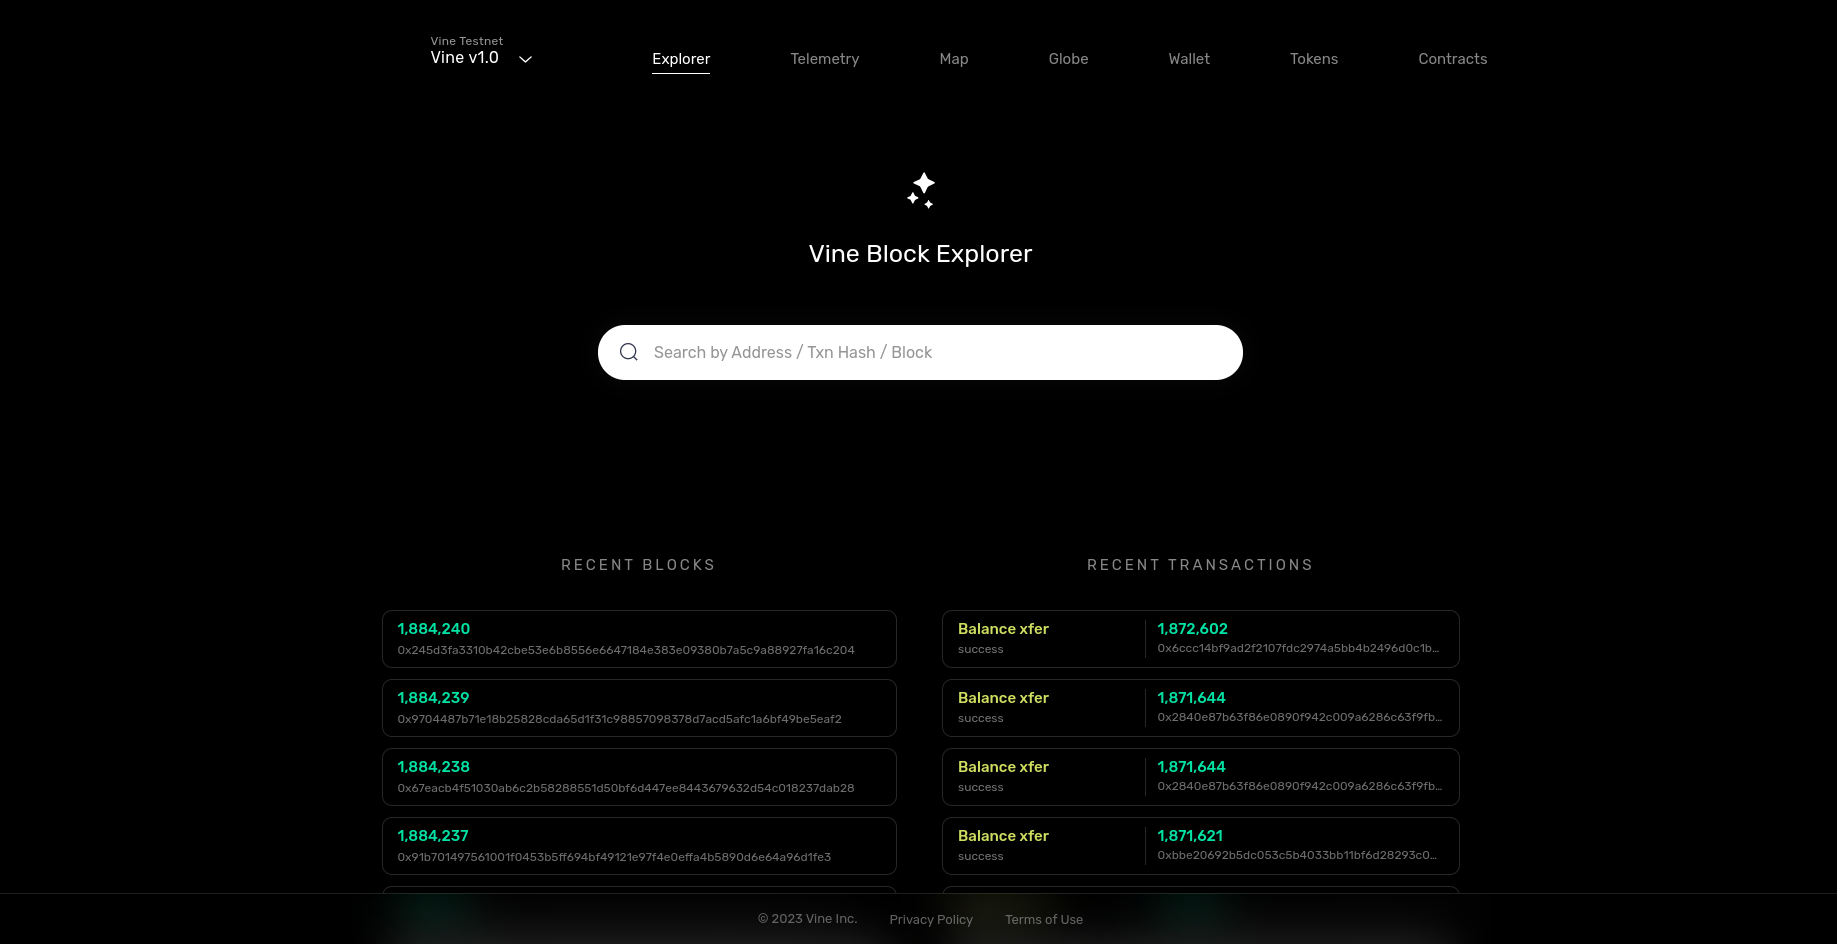 Vine Testnet
Vine v1.0
Explorer
Telemetry
Map
Globe
Wallet
Tokens
Contracts
Vine Block Explorer
Search by Address / Txn Hash / Block
RECENT BLOCKS
1,884,240
0x245d3fa3310b42cbe53e6b8556e6647184e383e09380b7a5c9a88927fa16c204
1,884,239
0x9704487b71e18b25828cda65d1f31c98857098378d7acd5afc1a6bf49be5eaf2
1,884,238
0x67eacb4f51030ab6c2b58288551d50bf6d447ee8443679632d54c018237dab28
1,884,237
0x91b701497561001f0453b5ff694bf49121e97f4e0effa4b5890d6e64a96d1fe3
RECENT TRANSACTIONS
Balance xfer
success
1,872,602
0x6ccc14bf9ad2f2107fdc2974a5bb4b2496d0c1b…
Balance xfer
success
1,871,644
0x2840e87b63f86e0890f942c009a6286c63f9fb…
Balance xfer
success
1,871,644
0x2840e87b63f86e0890f942c009a6286c63f9fb…
Balance xfer
success
1,871,621
0xbbe20692b5dc053c5b4033bb11bf6d28293c0…
© 2023 Vine Inc.
Privacy Policy
Terms of Use